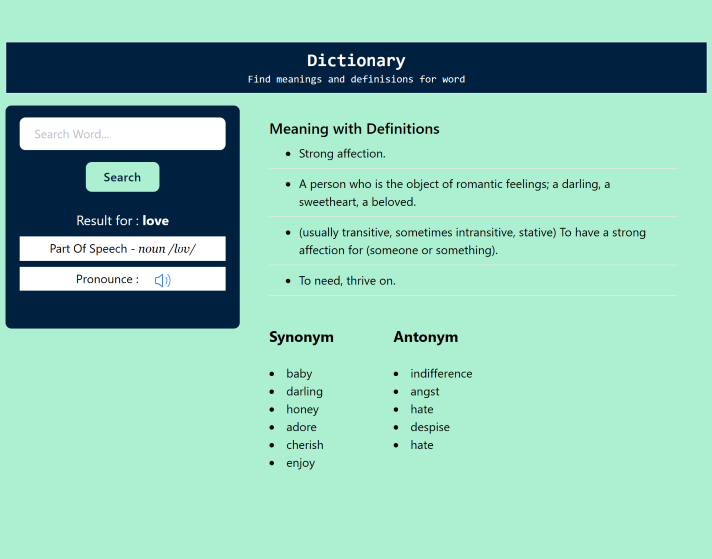 Dictionary
Find meanings and definisions for word
Search Word...
Search
Result for : love
Part Of Speech - noun /lʌv/
Pronounce :
Meaning with Definitions
Strong affection.
A person who is the object of romantic feelings; a darling, a
sweetheart, a beloved.
(usually transitive, sometimes intransitive, stative) To have a strong
affection for (someone or something).
To need, thrive on.
Synonym
baby
darling
honey
adore
cherish
enjoy
Antonym
indifference
angst
hate
despise
hate